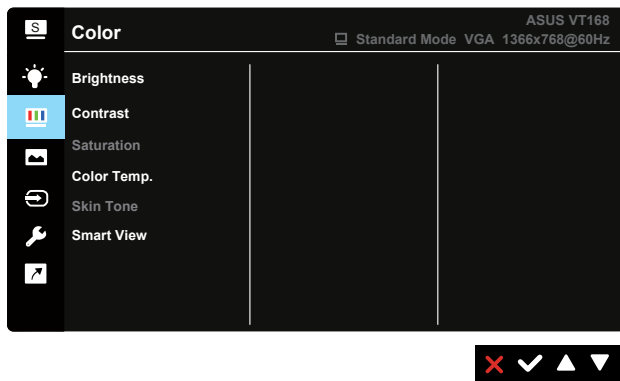 S
Color
ASUS VT168
Standard Mode VGA 1366x768@60Hz
Brightness
Contrast
Saturation
Color Temp.
Skin Tone
Smart View